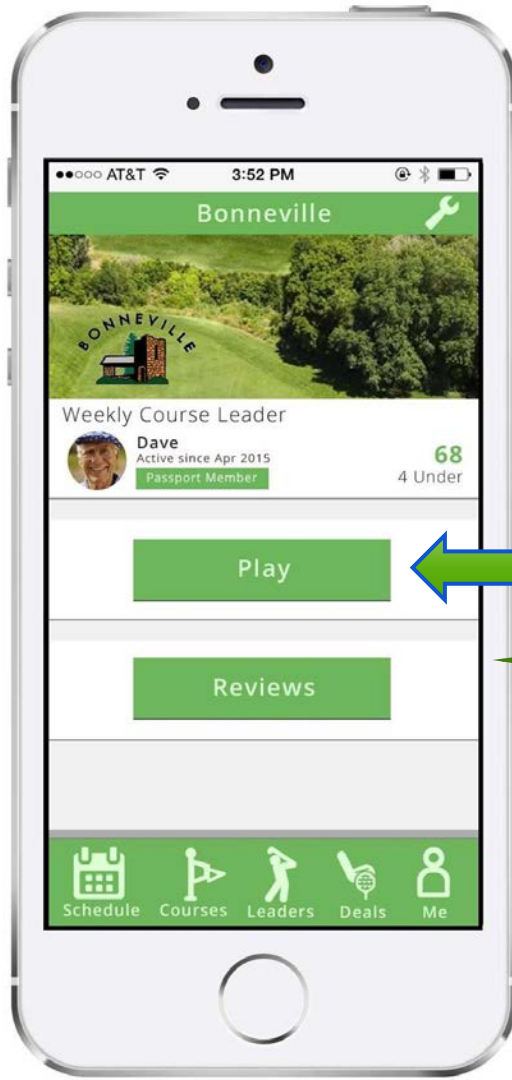 AT&T 3:52 PM
Bonneville
BONNEVILLE
Weekly Course Leader
Dave
Active since Apr 2015
Passport Member
68
4 Under
Play
Reviews
Schedule Courses Leaders Deals Me